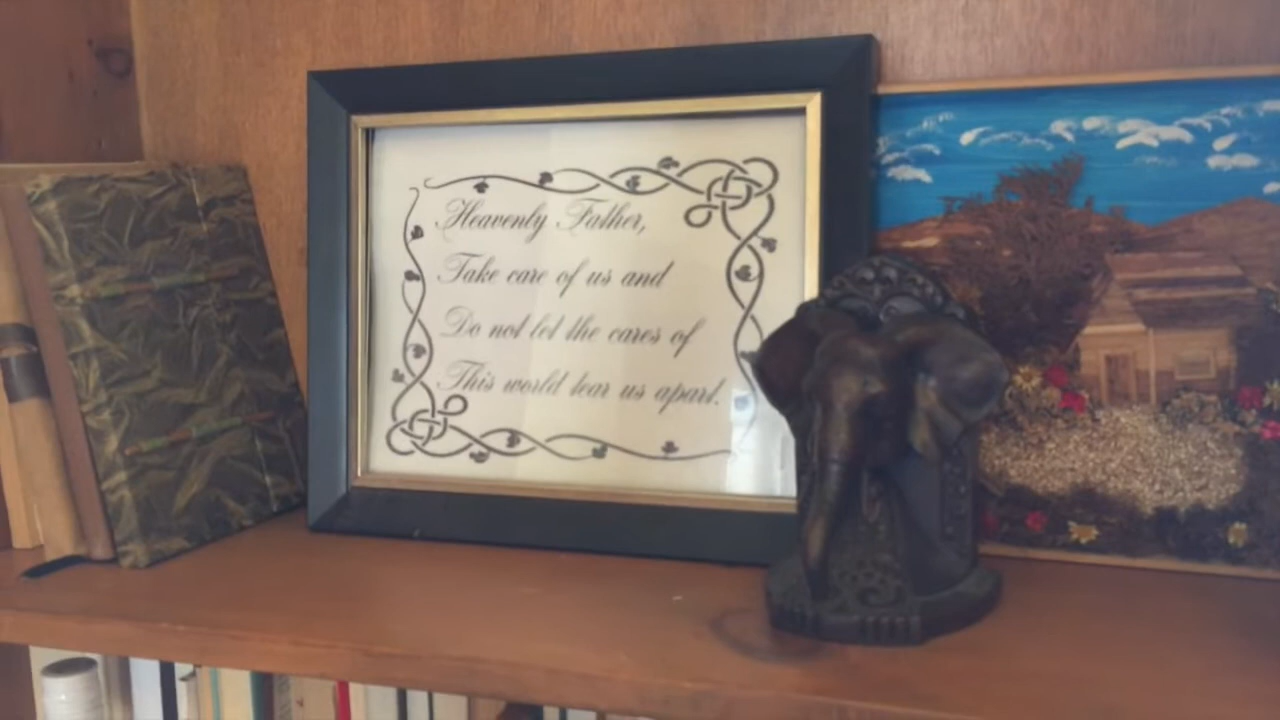 Heavenly Father,
Take care of us and
Do not let the cares of
This world tear us apart.